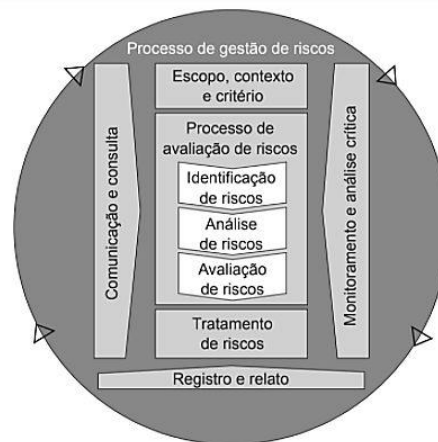 Processo de gestão de riscos
Escopo, contexto
e critério
Processo de
avaliação de riscos
Identificação
de riscos
Análise
de riscos
Avaliação
de riscos
Tratamento
de riscos
Comunicação e consulta
Monitoramento e análise crítica
Registro e relato